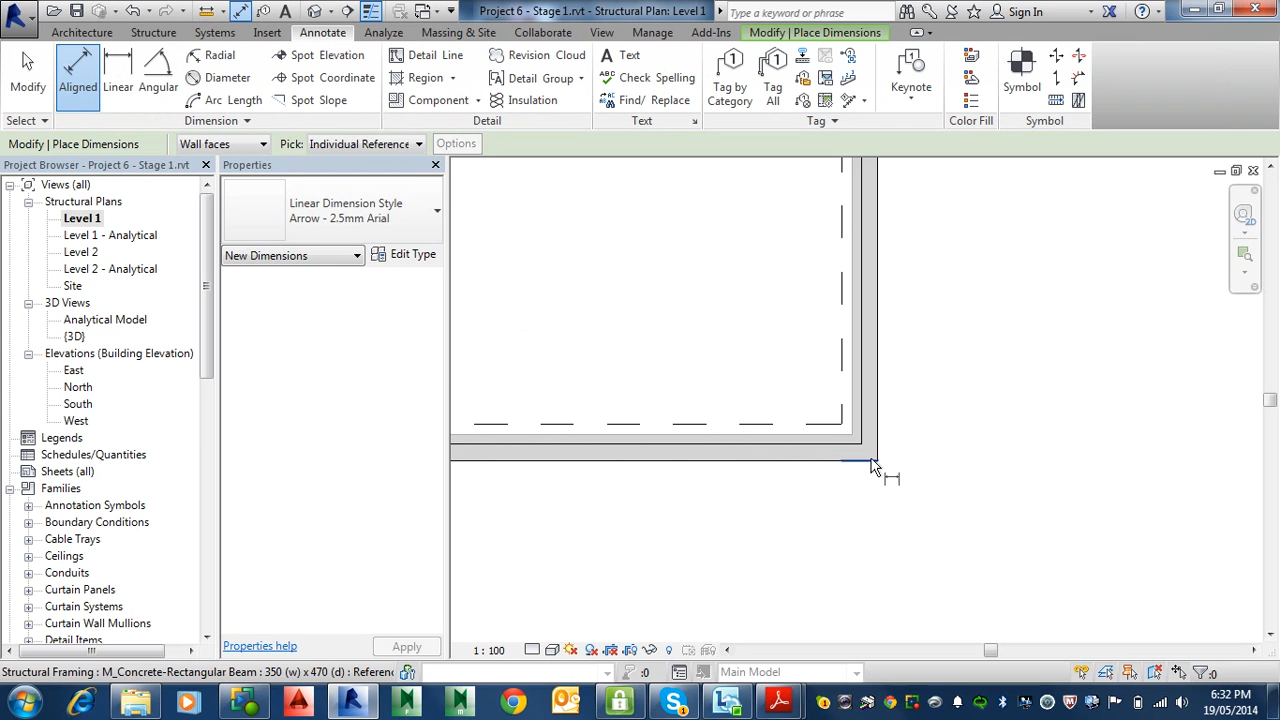 Project 6 - Stage 1.rvt - Structural Plan: Level 1
Type a keyword or phrase
Sign In
Architecture Structure Systems Insert Annotate Analyze Massing & Site Collaborate View Manage Add-Ins Modify | Place Dimensions
Modify
Aligned
Linear
Angular
Radial
Diameter
Arc Length
Spot Elevation
Spot Coordinate
Spot Slope
Detail Line
Region
Component
Revision Cloud
Detail Group
Insulation
Text
Check Spelling
Find/ Replace
Tag by
Category
Tag
All
Keynote
Symbol
Select
Dimension
Detail
Text
Tag
Color Fill
Symbol
Modify | Place Dimensions
Wall faces
Pick: Individual Reference
Options
Project Browser - Project 6 - Stage 1.rvt
Views (all)
Structural Plans
Level 1
Level 1 - Analytical
Level 2
Level 2 - Analytical
Site
3D Views
Analytical Model
{3D}
Elevations (Building Elevation)
East
North
South
West
Legends
Schedules/Quantities
Sheets (all)
Families
Annotation Symbols
Boundary Conditions
Cable Trays
Ceilings
Conduits
Curtain Panels
Curtain Systems
Curtain Wall Mullions
Detail Items
Properties
Linear Dimension Style
Arrow - 2.5mm Arial
New Dimensions
Edit Type
Properties help
Apply
2D
1 : 100
Structural Framing : M_Concrete-Rectangular Beam : 350 (w) x 470 (d) : Referenc
:0
Main Model
:0
6:32 PM
19/05/2014